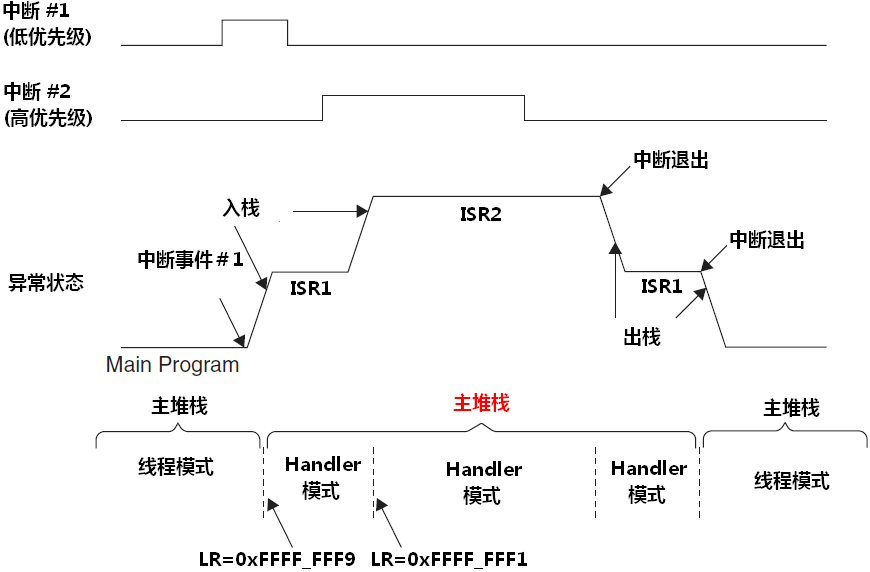 中断 #1
(低优先级)
中断 #2
(高优先级)
中断退出
入栈
ISR2
中断退出
中断事件＃1
异常状态
ISR1
ISR1
出栈
Main Program
主堆栈
主堆栈
主堆栈
线程模式
Handler
模式
Handler
模式
Handler
模式
线程模式
LR=0xFFFF_FFF9
LR=0xFFFF_FFF1